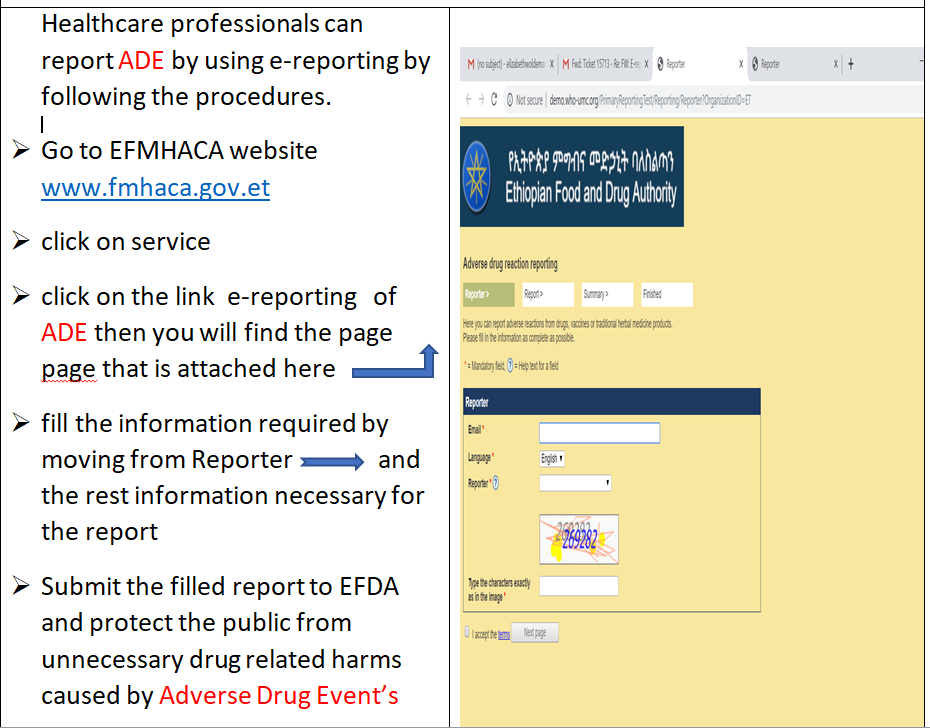 Healthcare professionals can
report ADE by using e-reporting by
following the procedures.
➢ Go to EFMHACA website
www.fmhaca.gov.et
➢ click on service
➢ click on the link e-reporting of
ADE then you will find the page
page that is attached here
➢ fill the information required by
moving from Reporter and
the rest information necessary for
the report
➢ Submit the filled report to EFDA
and protect the public from
unnecessary drug related harms
caused by Adverse Drug Event’s
(no subject) - elizabethwoldema x
Fwd: Ticket 15713 - Re: FW: E-re x
Reporter x
Reporter x +
Not secure | demo.who-umc.org/PrimaryReportingTest/Reporting/Reporter?OrganizationID=ET
የኢትዮጵያ ምግብና መድኃኒት ባለስልጣን
Ethiopian Food and Drug Authority
Adverse drug reaction reporting
Reporter > Report > Summary > Finished
Here you can report adverse reactions from drugs, vaccines or traditional herbal medicine products.
Please fill in the information as complete as possible.
* = Mandatory field, ? = Help text for a field
Reporter
Email *
Language * English
Reporter * ?
269282
Type the characters exactly
as in the image *
I accept the terms Next page